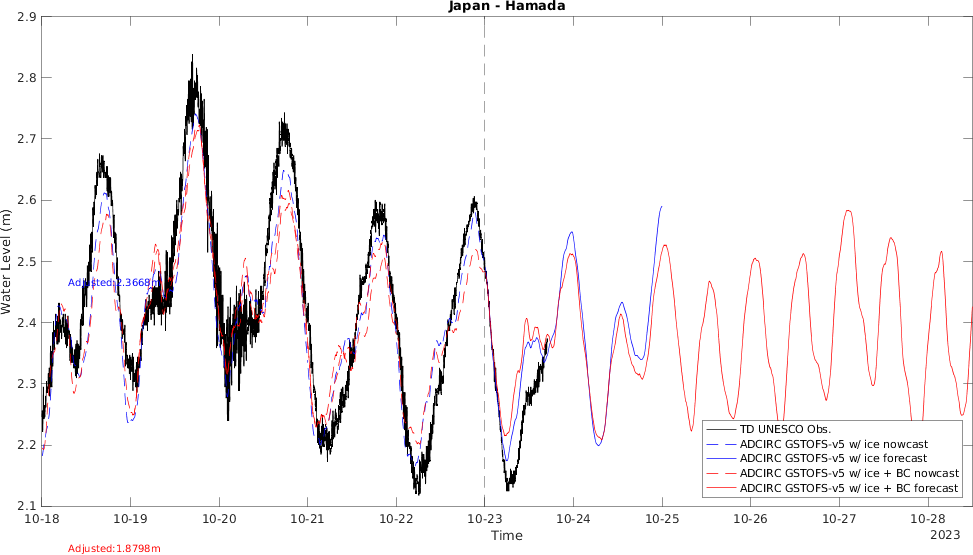 Japan - Hamada
2.9
2.8
2.7
2.6
2.5
2.4
2.3
2.2
2.1
Water Level (m)
Adjusted:2.3668m
TD UNESCO Obs.
ADCIRC GSTOFS-v5 w/ ice nowcast
ADCIRC GSTOFS-v5 w/ ice forecast
ADCIRC GSTOFS-v5 w/ ice + BC nowcast
ADCIRC GSTOFS-v5 w/ ice + BC forecast
10-18 10-19 10-20 10-21 10-22 10-23 10-24 10-25 10-26 10-27 10-28
Time
2023
Adjusted:1.8798m